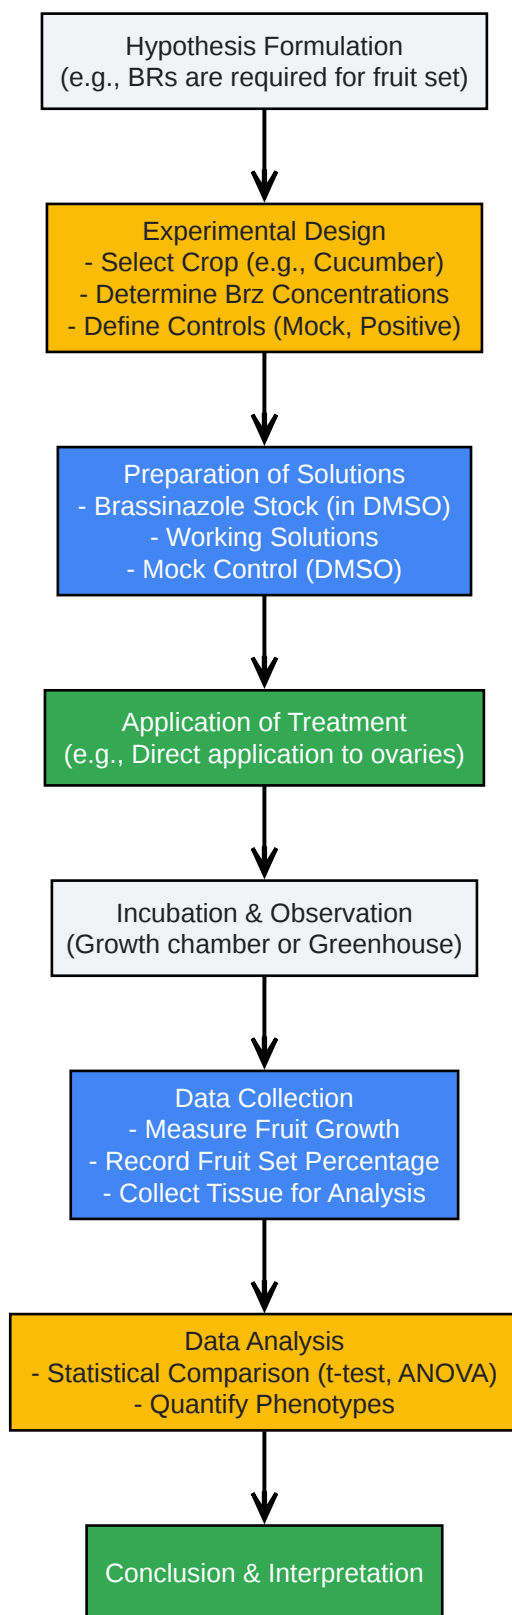 Hypothesis Formulation
(e.g., BRs are required for fruit set)
Experimental Design
- Select Crop (e.g., Cucumber)
- Determine Brz Concentrations
- Define Controls (Mock, Positive)
Preparation of Solutions
- Brassinazole Stock (in DMSO)
- Working Solutions
- Mock Control (DMSO)
Application of Treatment
(e.g., Direct application to ovaries)
Incubation & Observation
(Growth chamber or Greenhouse)
Data Collection
- Measure Fruit Growth
- Record Fruit Set Percentage
- Collect Tissue for Analysis
Data Analysis
- Statistical Comparison (t-test, ANOVA)
- Quantify Phenotypes
Conclusion & Interpretation